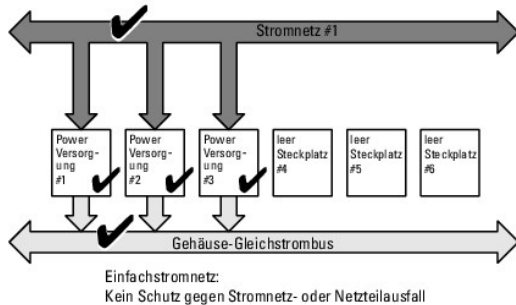 Stromnetz #1
Power
Versorg-
ung
#1
Power
Versorg-
ung
#2
Power
Versorg-
ung
#3
leer
Steckplatz
#4
leer
Steckplatz
#5
leer
Steckplatz
#6
Gehäuse-Gleichstrombus
Einfachstromnetz:
Kein Schutz gegen Stromnetz- oder Netzteilausfall